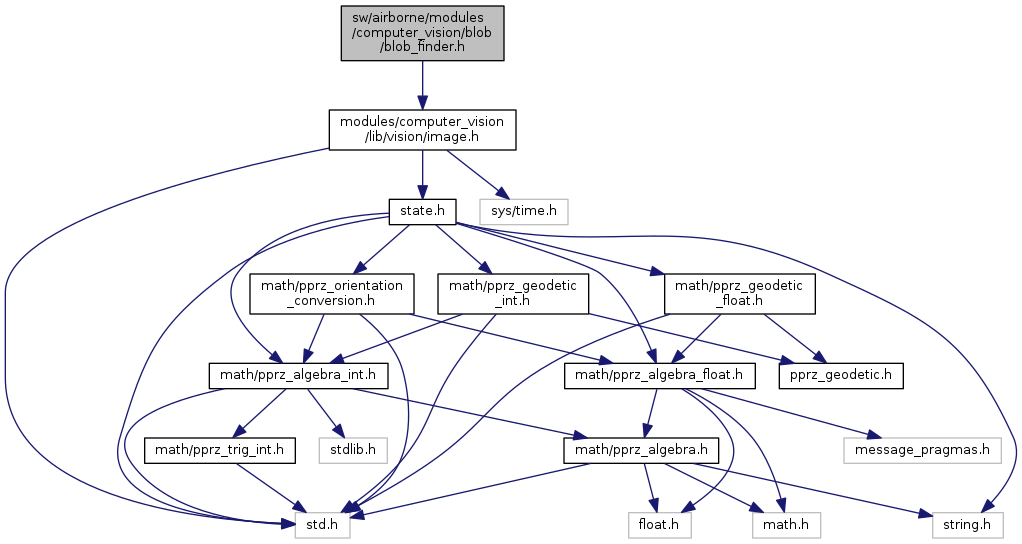 sw/airborne/modules
/computer_vision/blob
/blob_finder.h
modules/computer_vision
/lib/vision/image.h
state.h
sys/time.h
math/pprz_orientation
_conversion.h
math/pprz_geodetic
_int.h
math/pprz_geodetic
_float.h
math/pprz_algebra_int.h
math/pprz_algebra_float.h
pprz_geodetic.h
math/pprz_trig_int.h
stdlib.h
math/pprz_algebra.h
message_pragmas.h
std.h
float.h
math.h
string.h